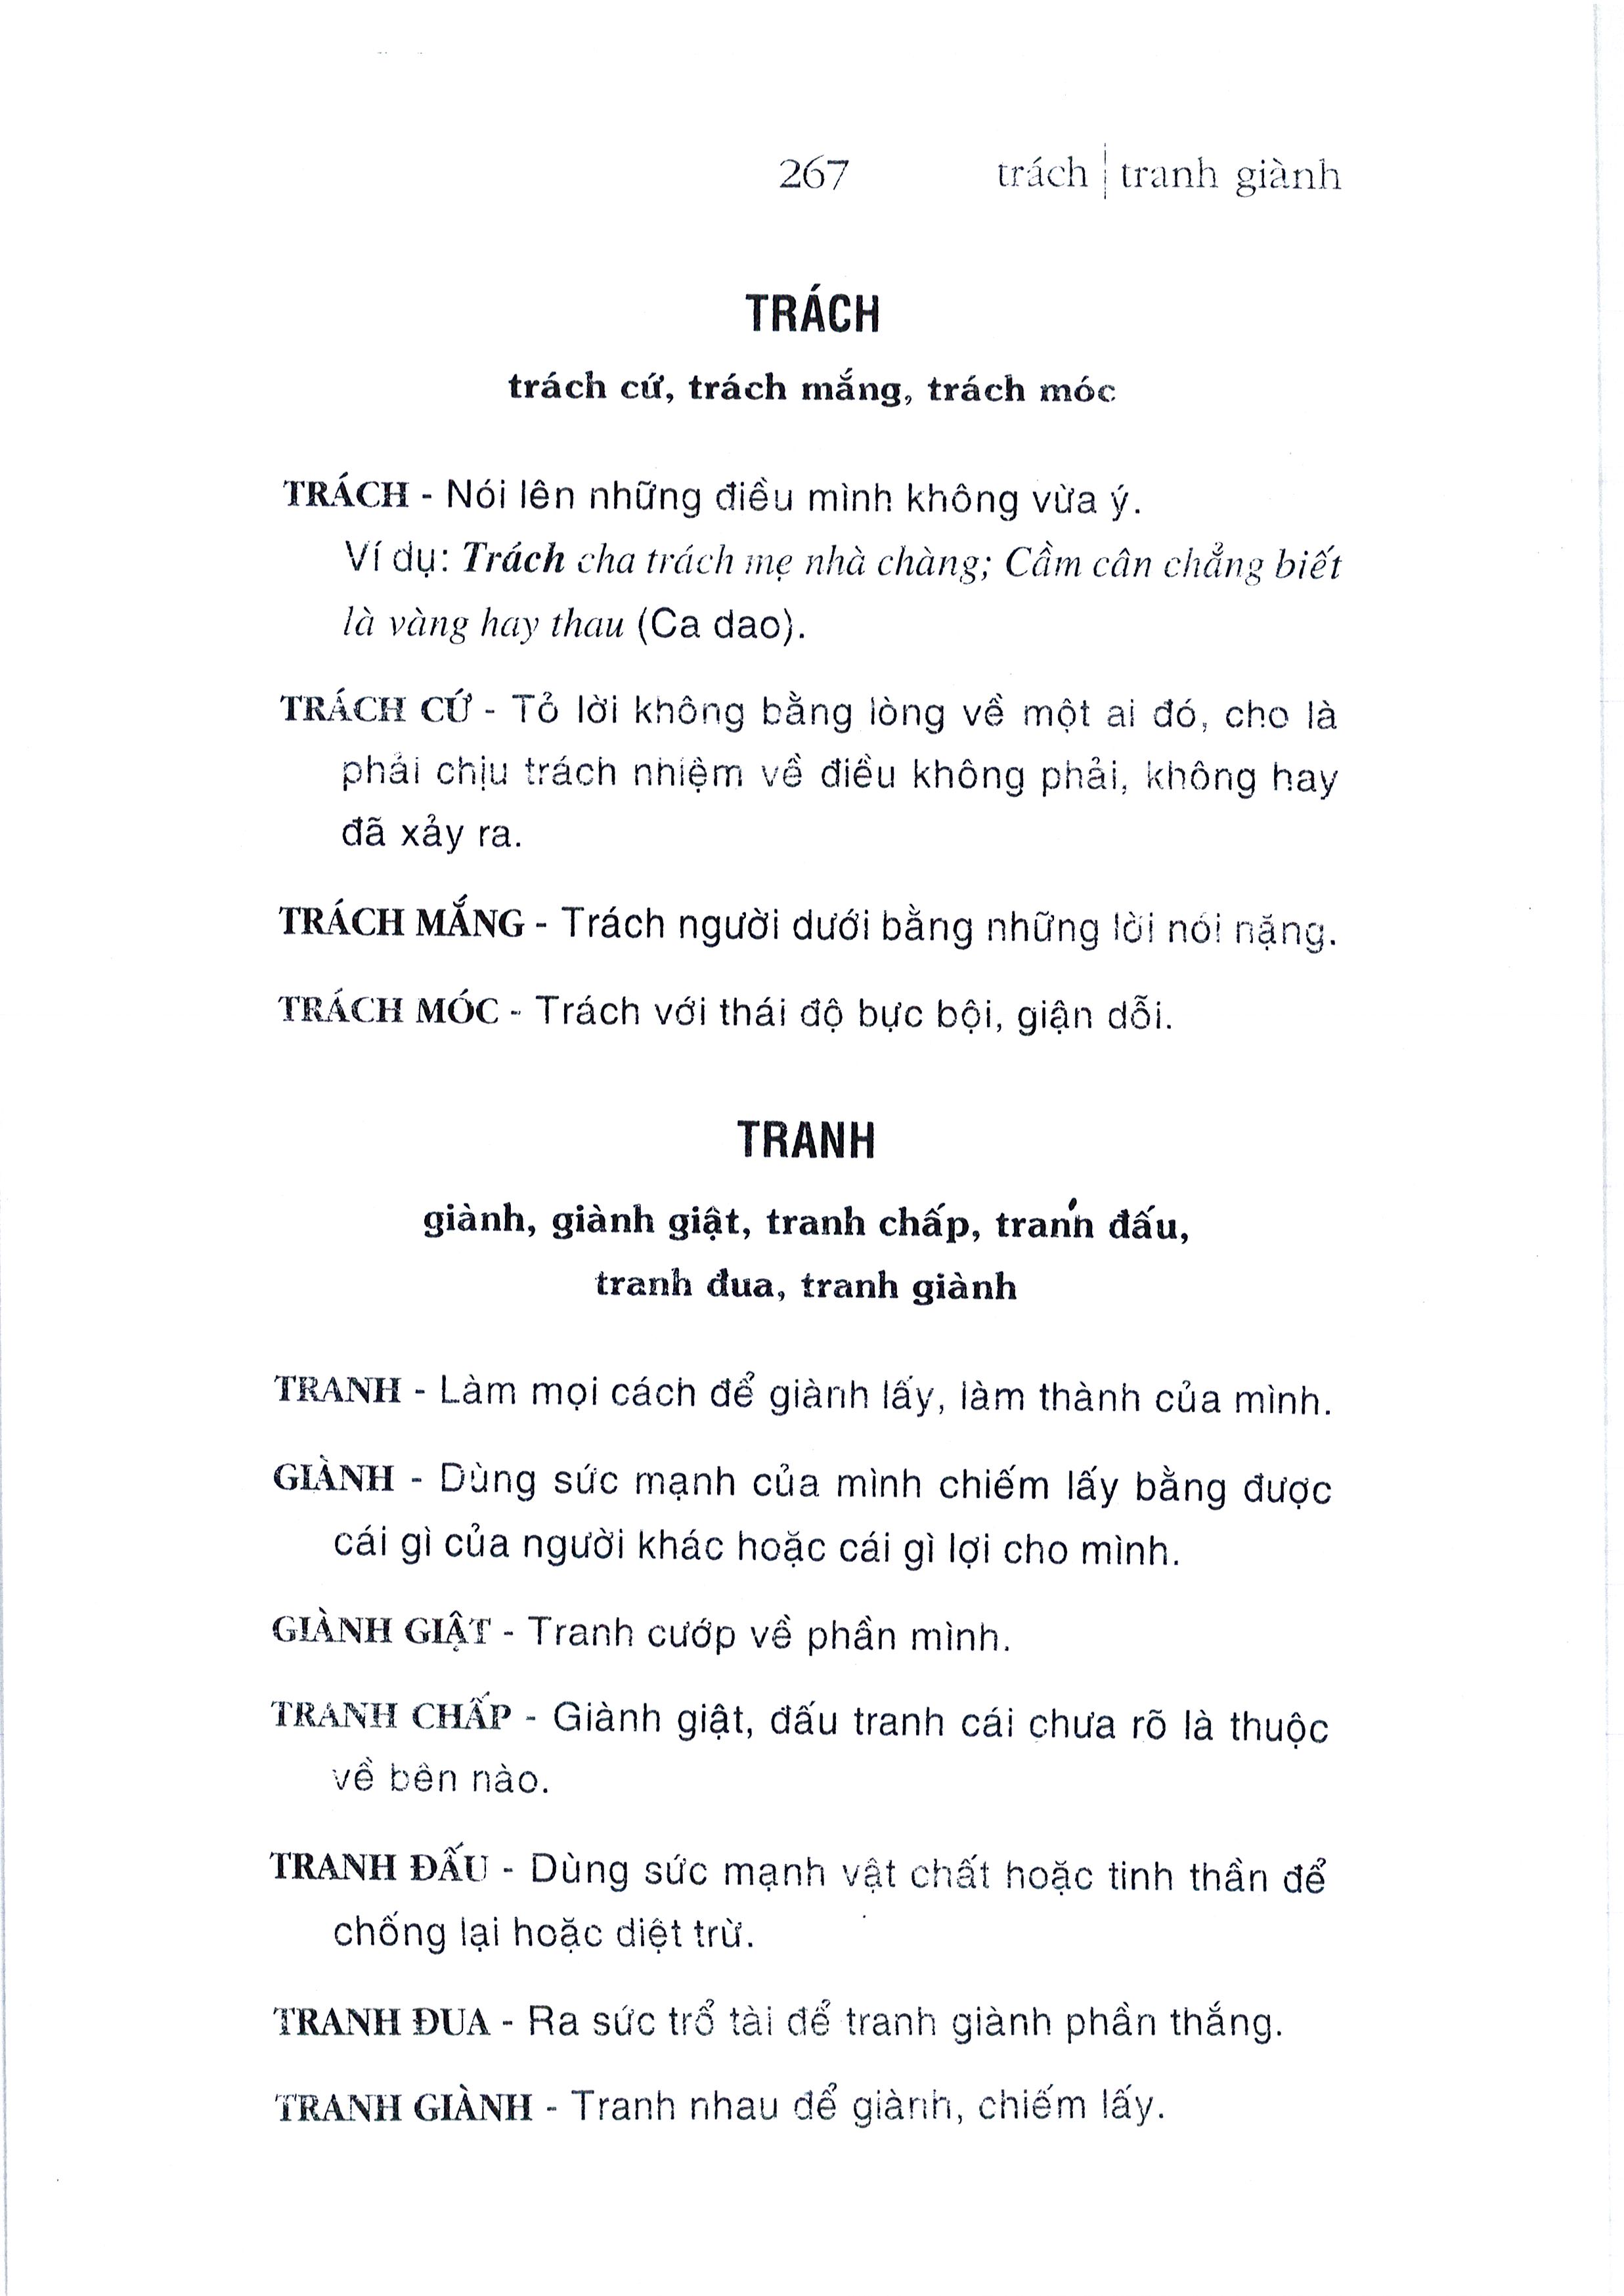 267 trách | tranh giành
TRÁCH
trách cứ, trách mắng, trách móc
TRÁCH - Nói lên những điều mình không vừa ý.
Ví dụ: Trách cha trách mẹ nhà chàng; Cầm cân chẳng biết
là vàng hay thau (Ca dao).
TRÁCH CỨ - Tỏ lời không bằng lòng về một ai đó, cho là
phải chịu trách nhiệm về điều không phải, không hay
đã xảy ra.
TRÁCH MẮNG - Trách người dưới bằng những lời nói nặng.
TRÁCH MÓC - Trách với thái độ bực bội, giận dỗi.
TRANH
giành, giành giật, tranh chấp, tranh đấu,
tranh đua, tranh giành
TRANH - Làm mọi cách để giành lấy, làm thành của mình.
GIÀNH - Dùng sức mạnh của mình chiếm lấy bằng được
cái gì của người khác hoặc cái gì lợi cho mình.
GIÀNH GIẬT - Tranh cướp về phần mình.
TRANH CHẤP - Giành giật, đấu tranh cái chưa rõ là thuộc
về bên nào.
TRANH ĐẤU - Dùng sức mạnh vật chất hoặc tinh thần để
chống lại hoặc diệt trừ.
TRANH ĐUA - Ra sức trổ tài để tranh giành phần thắng.
TRANH GIÀNH - Tranh nhau để giành, chiếm lấy.